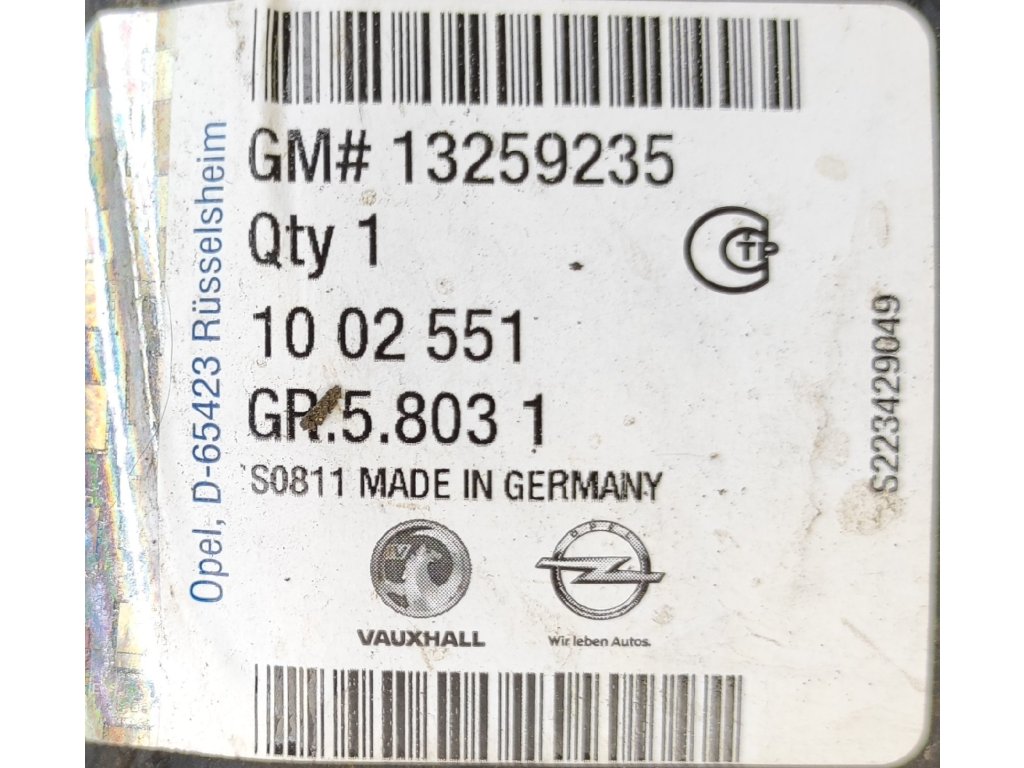 GM# 13259235
Qty 1
10 02 551
GR.5.803 1
S0811 MADE IN GERMANY
VAUXHALL
OPEL
Wir leben Autos.
Opel, D-65423 Rüsselsheim
S223429049